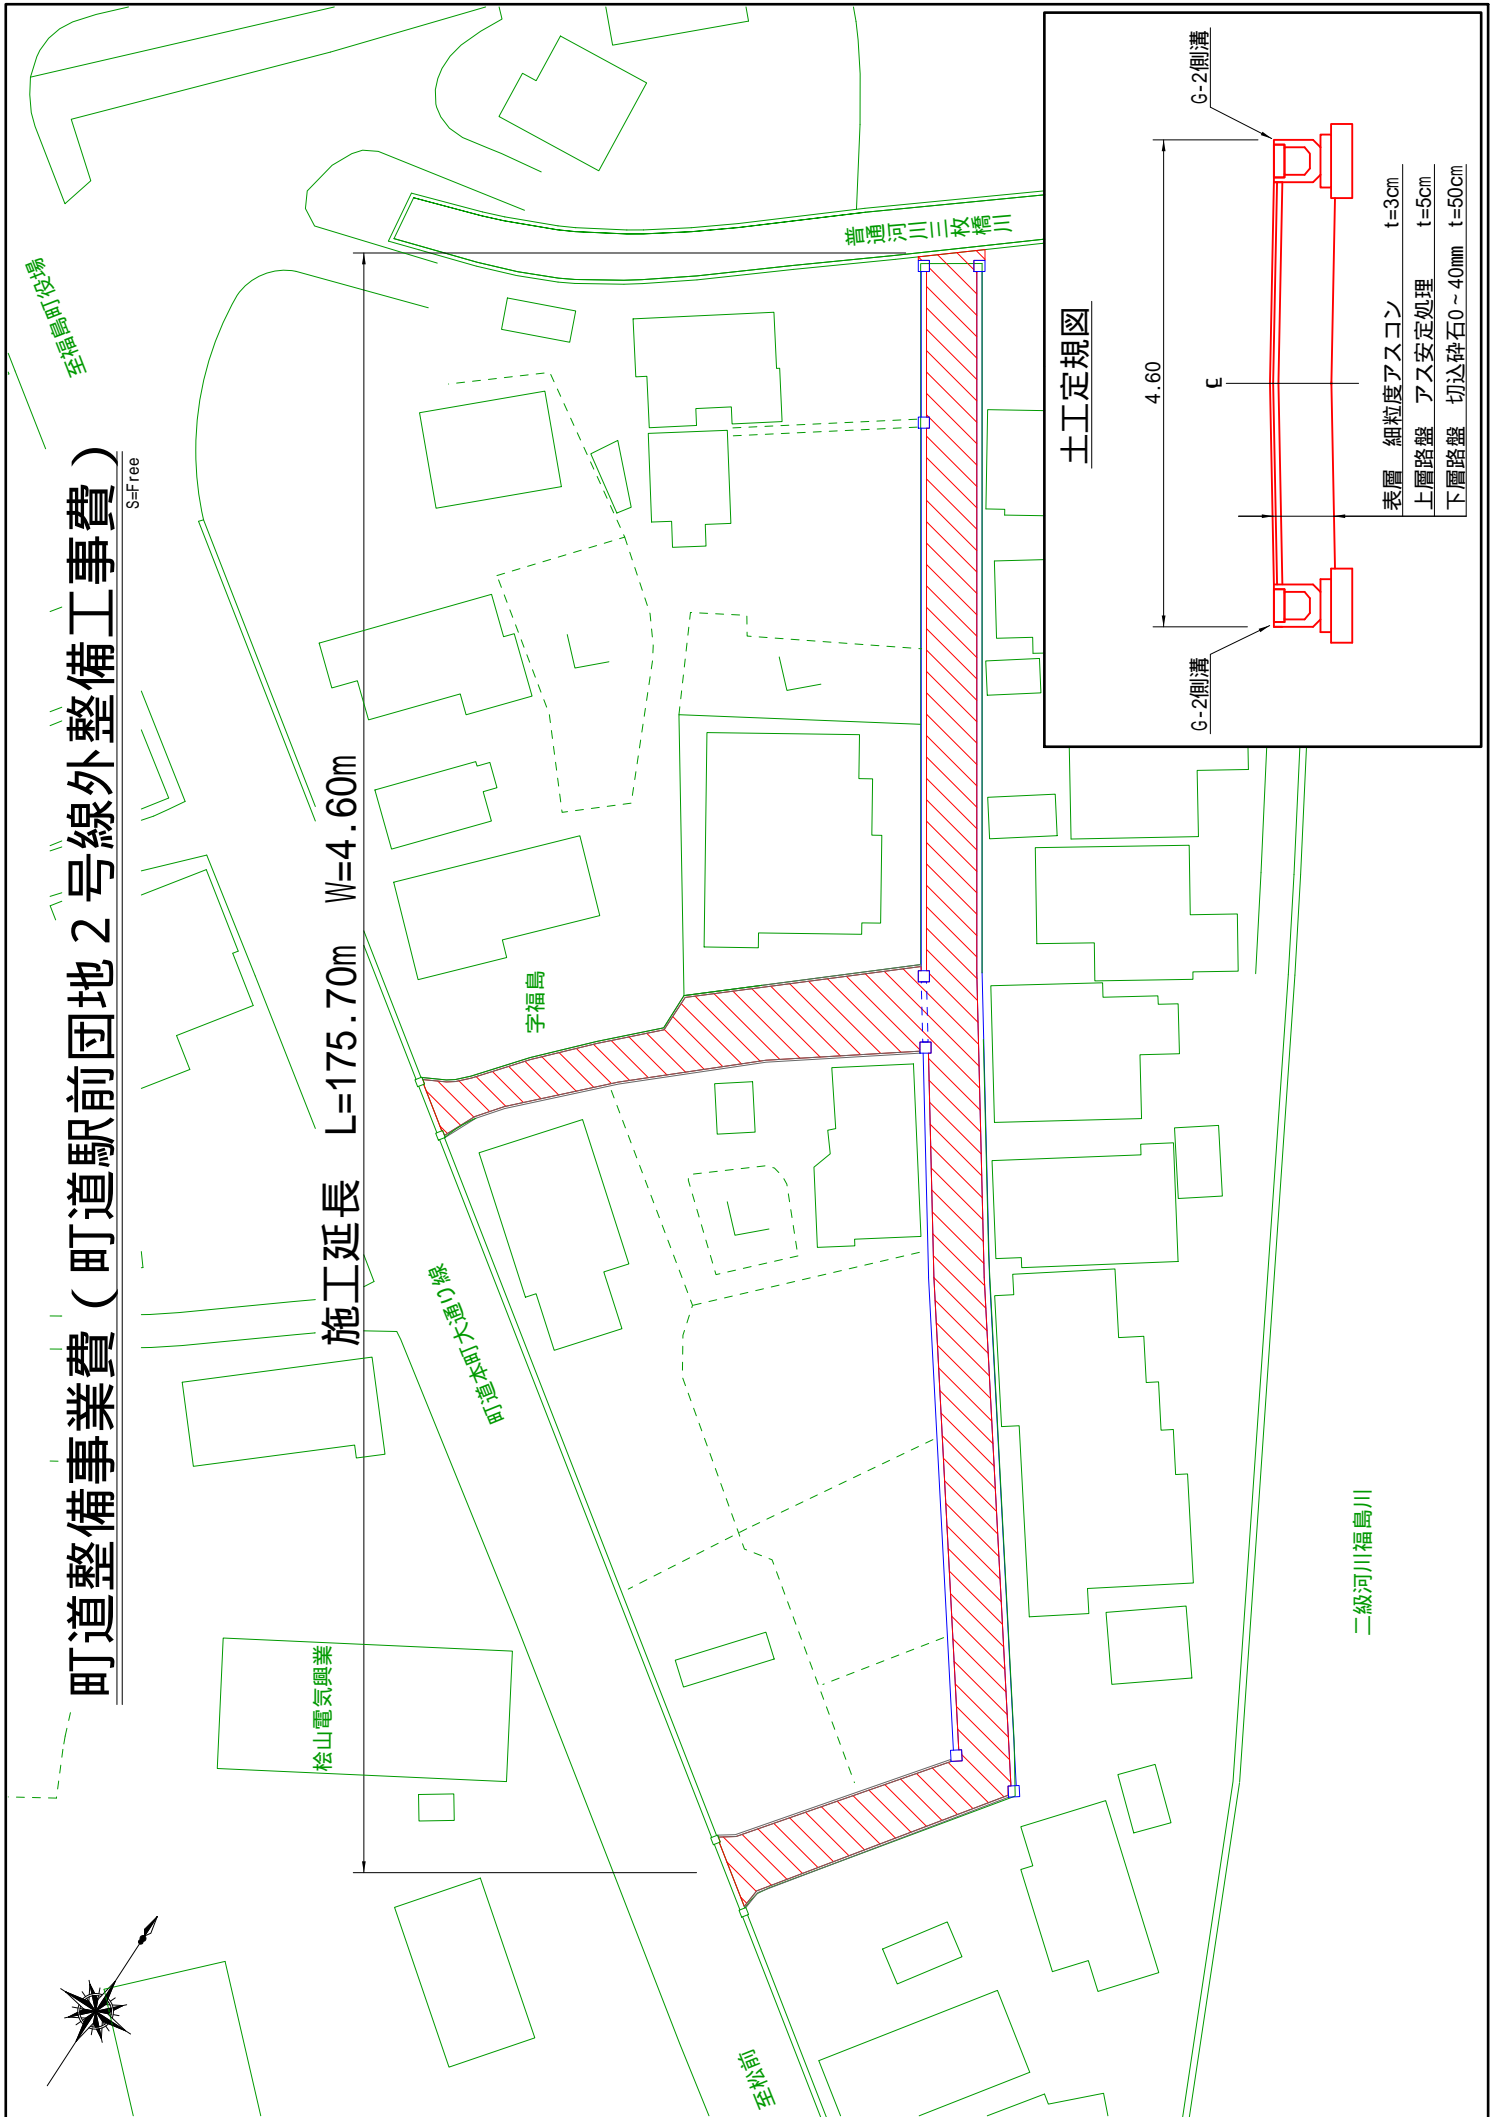 町道整備事業費（町道駅前団地２号線外整備工事費）
S=Free
至福島町役場
施工延長 L=175.70m W=4.60m
字福島
町道本町大通り線
桧山電気興業
至松前
普通河川三枚橋川
二級河川福島川
土工定規図
4.60
G-2側溝
G-2側溝
CL
表層 細粒度アスコン t=3cm
上層路盤 アス安定処理 t=5cm
下層路盤 切込砕石0~40mm t=50cm